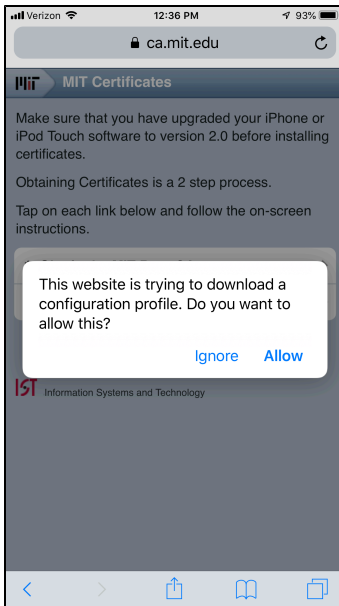 Verizon 12:36 PM 93%
ca.mit.edu
MIT MIT Certificates
Make sure that you have upgraded your iPhone or
iPod Touch software to version 2.0 before installing
certificates.
Obtaining Certificates is a 2 step process.
Tap on each link below and follow the on-screen
instructions.
This website is trying to download a
configuration profile. Do you want to
allow this?
Ignore Allow
IST Information Systems and Technology